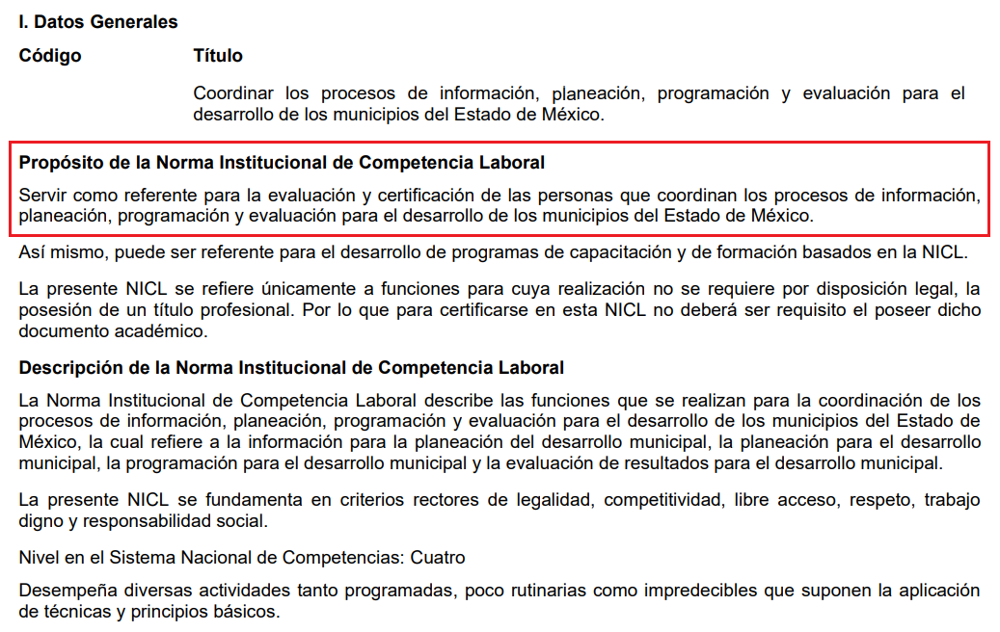 I. Datos Generales
Código Título
Coordinar los procesos de información, planeación, programación y evaluación para el
desarrollo de los municipios del Estado de México.
Propósito de la Norma Institucional de Competencia Laboral
Servir como referente para la evaluación y certificación de las personas que coordinan los procesos de información,
planeación, programación y evaluación para el desarrollo de los municipios del Estado de México.
Así mismo, puede ser referente para el desarrollo de programas de capacitación y de formación basados en la NICL.
La presente NICL se refiere únicamente a funciones para cuya realización no se requiere por disposición legal, la
posesión de un título profesional. Por lo que para certificarse en esta NICL no deberá ser requisito el poseer dicho
documento académico.
Descripción de la Norma Institucional de Competencia Laboral
La Norma Institucional de Competencia Laboral describe las funciones que se realizan para la coordinación de los
procesos de información, planeación, programación y evaluación para el desarrollo de los municipios del Estado de
México, la cual refiere a la información para la planeación del desarrollo municipal, la planeación para el desarrollo
municipal, la programación para el desarrollo municipal y la evaluación de resultados para el desarrollo municipal.
La presente NICL se fundamenta en criterios rectores de legalidad, competitividad, libre acceso, respeto, trabajo
digno y responsabilidad social.
Nivel en el Sistema Nacional de Competencias: Cuatro
Desempeña diversas actividades tanto programadas, poco rutinarias como impredecibles que suponen la aplicación
de técnicas y principios básicos.